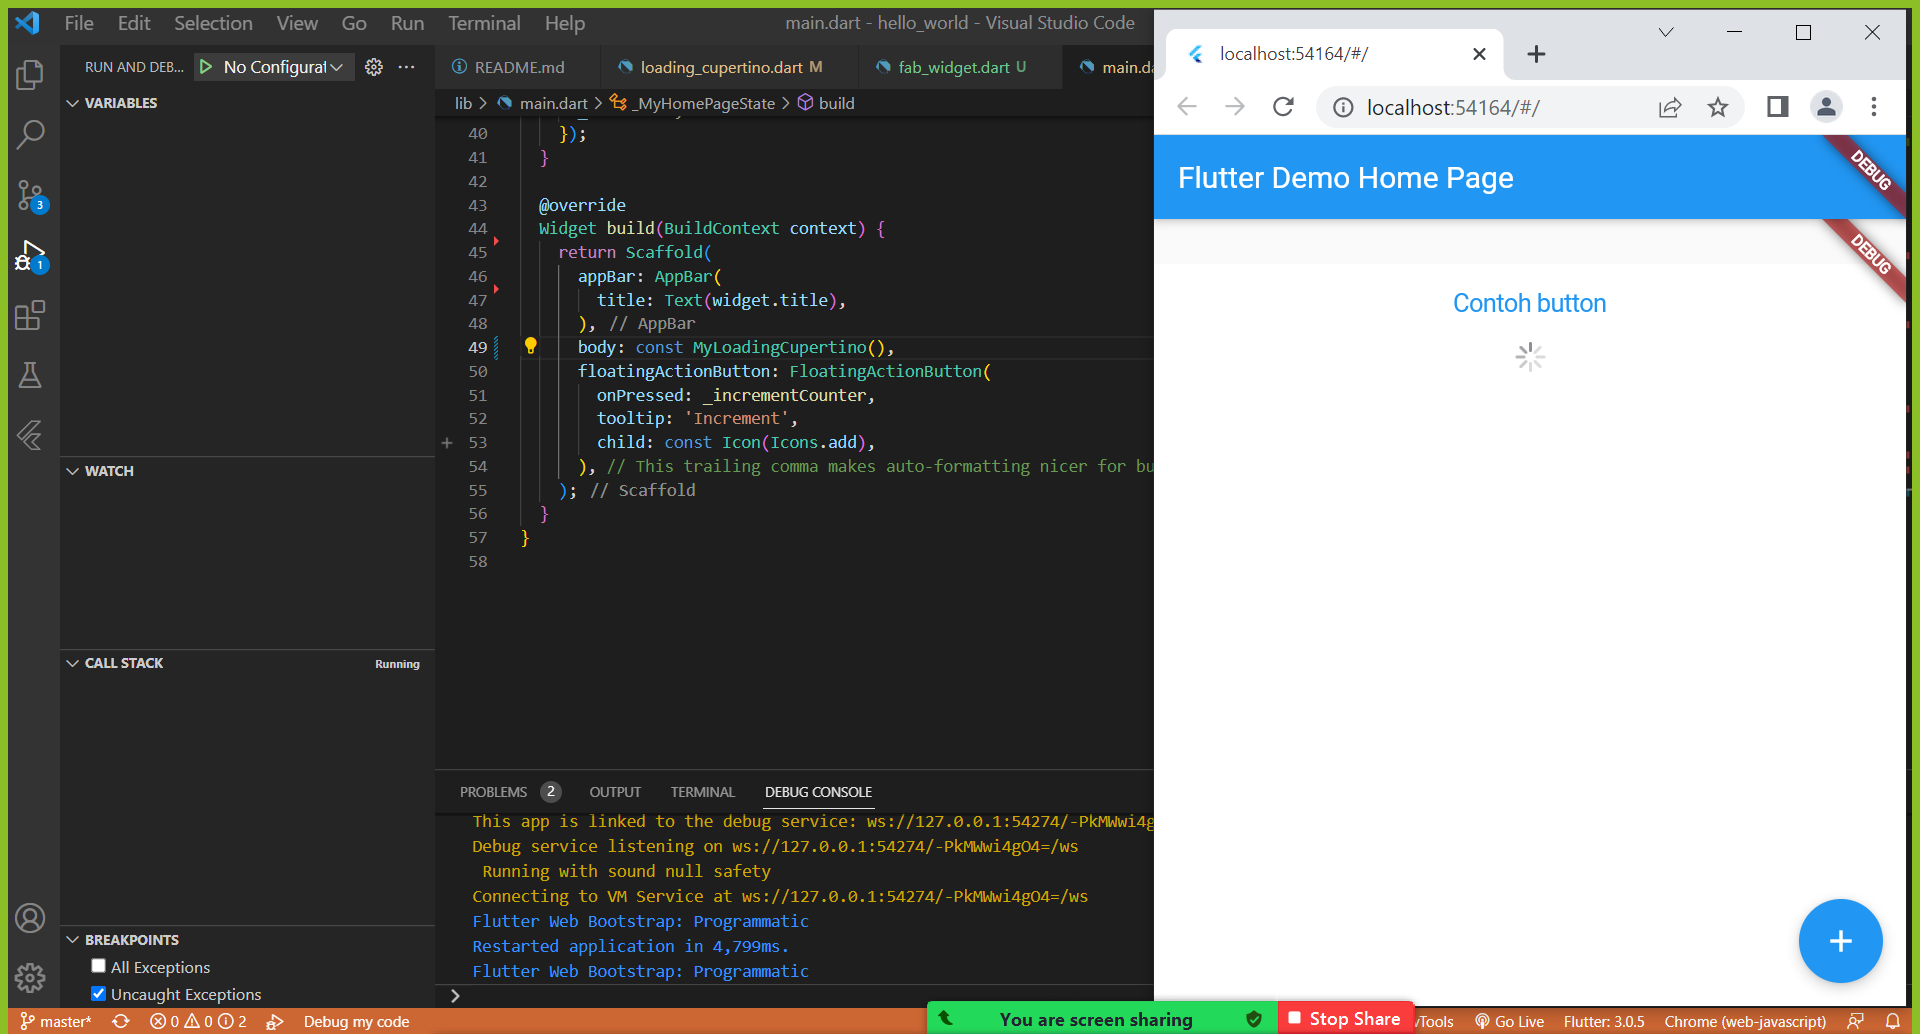 File Edit Selection View Go Run Terminal Help
main.dart - hello_world - Visual Studio Code
RUN AND DEB... No Configurat
README.md
loading_cupertino.dart M
fab_widget.dart U
main.da
lib > main.dart > _MyHomePageState > build
VARIABLES
WATCH
CALL STACK Running
BREAKPOINTS
All Exceptions
Uncaught Exceptions
3
1
40 });
41 }
42
43 @override
44 Widget build(BuildContext context) {
45 return Scaffold(
46 appBar: AppBar(
47 title: Text(widget.title),
48 ), // AppBar
49 body: const MyLoadingCupertino(),
50 floatingActionButton: FloatingActionButton(
51 onPressed: _incrementCounter,
52 tooltip: 'Increment',
53 child: const Icon(Icons.add),
54 ), // This trailing comma makes auto-formatting nicer for bu
55 ); // Scaffold
56 }
57 }
58
PROBLEMS 2 OUTPUT TERMINAL DEBUG CONSOLE
This app is linked to the debug service: ws://127.0.0.1:54274/-PkMWwi4g
Debug service listening on ws://127.0.0.1:54274/-PkMWwi4gO4=/ws
Running with sound null safety
Connecting to VM Service at ws://127.0.0.1:54274/-PkMWwi4gO4=/ws
Flutter Web Bootstrap: Programmatic
Restarted application in 4,799ms.
Flutter Web Bootstrap: Programmatic
>
localhost:54164/#/
localhost:54164/#/
Flutter Demo Home Page
DEBUG
DEBUG
Contoh button
+
master* 0 0 2 Debug my code
You are screen sharing
Stop Share
vTools Go Live Flutter: 3.0.5 Chrome (web-javascript)